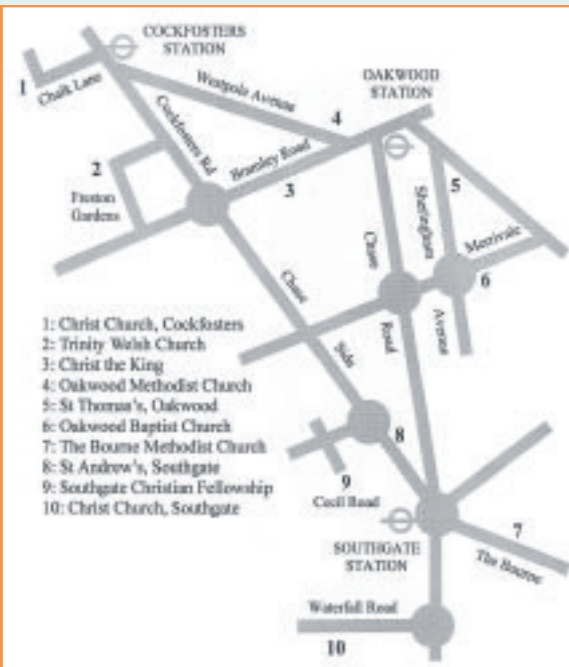 COCKFOSTERS
STATION
1
Chalk Lane
Westpole Avenue
OAKWOOD
STATION
4
Cockfosters Rd
2
Bramley Road
3
Freston
Gardens
5
Sheringham
Merrivale
Chase
Chase
6
Road
Avenue
Side
1: Christ Church, Cockfosters
2: Trinity Welsh Church
3: Christ the King
4: Oakwood Methodist Church
5: St Thomas's, Oakwood
6: Oakwood Baptist Church
7: The Bourne Methodist Church
8: St Andrew's, Southgate
9: Southgate Christian Fellowship
10: Christ Church, Southgate
8
9
Cecil Road
SOUTHGATE
STATION
7
The Bourne
Waterfall Road
10